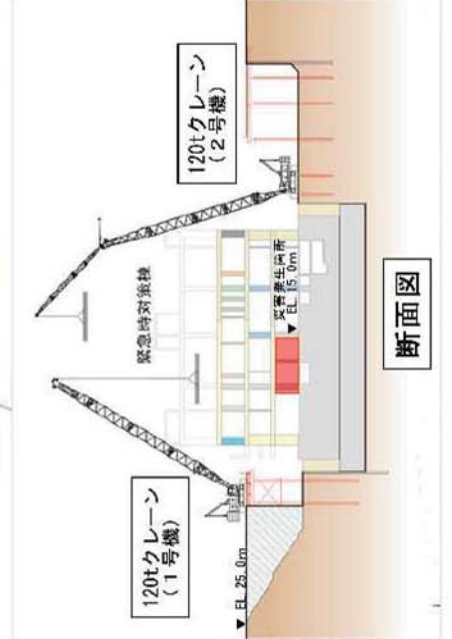 120tクレーン
（1号機）
120tクレーン
（２号機）
緊急時対策棟
災害発生箇所
▼ EL 15.0m
▼ EL 25.0m
断面図